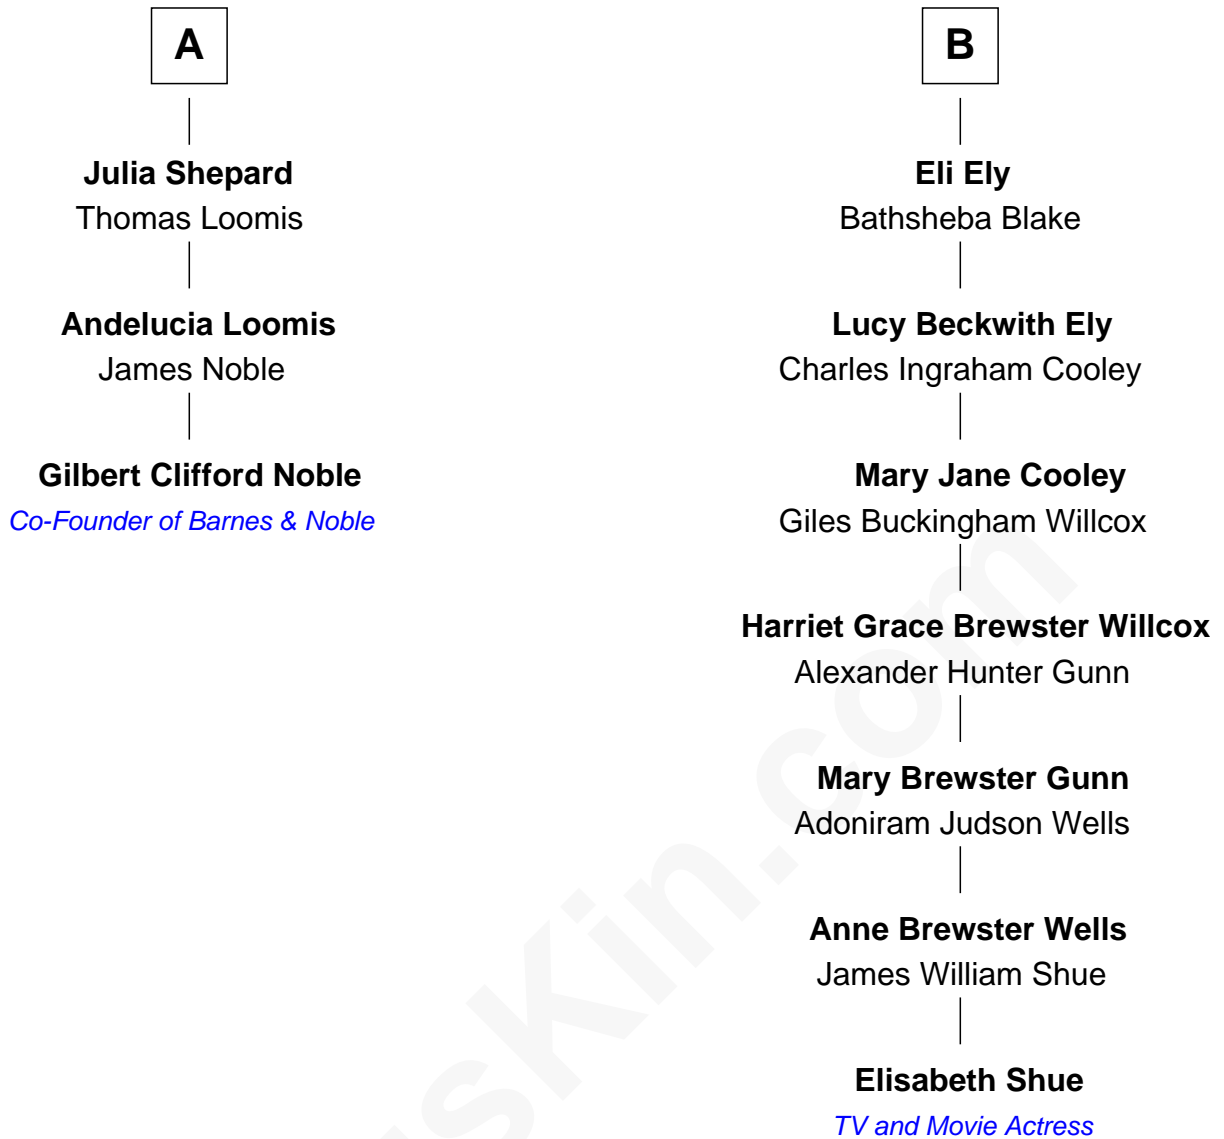 A
Julia Shepard
Thomas Loomis
Andelucia Loomis
James Noble
Gilbert Clifford Noble
Co-Founder of Barnes & Noble
B
Eli Ely
Bathsheba Blake
Lucy Beckwith Ely
Charles Ingraham Cooley
Mary Jane Cooley
Giles Buckingham Willcox
Harriet Grace Brewster Willcox
Alexander Hunter Gunn
Mary Brewster Gunn
Adoniram Judson Wells
Anne Brewster Wells
James William Shue
Elisabeth Shue
TV and Movie Actress